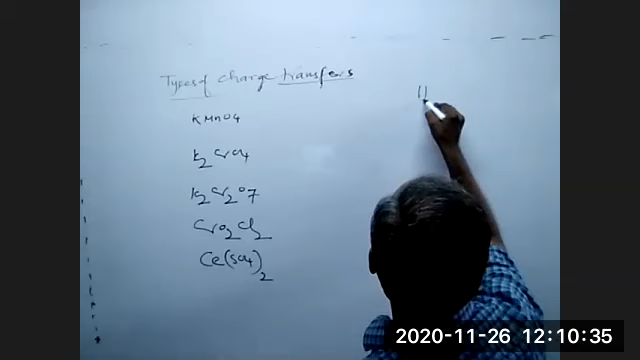 Types of charge transfers
KMnO4
K2CrO4
K2Cr2O7
CrO2Cl2
Ce(SO4)2
2020-11-26 12:10:35